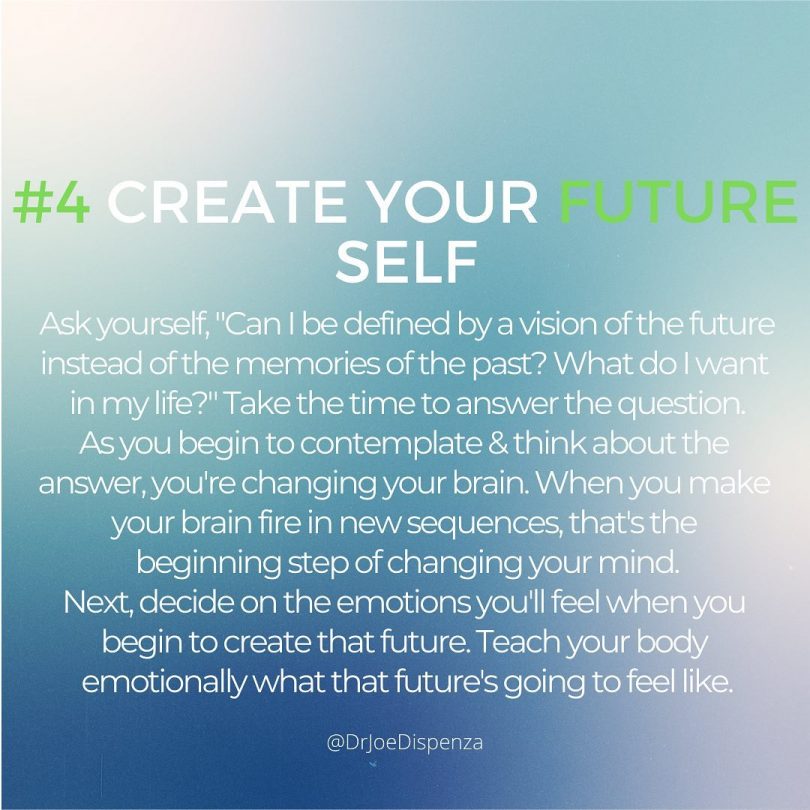 #4 CREATE YOUR FUTURE
SELF
Ask yourself, "Can I be defined by a vision of the future
instead of the memories of the past? What do I want
in my life?" Take the time to answer the question.
As you begin to contemplate & think about the
answer, you're changing your brain. When you make
your brain fire in new sequences, that's the
beginning step of changing your mind.
Next, decide on the emotions you'll feel when you
begin to create that future. Teach your body
emotionally what that future's going to feel like.
@DrJoeDispenza